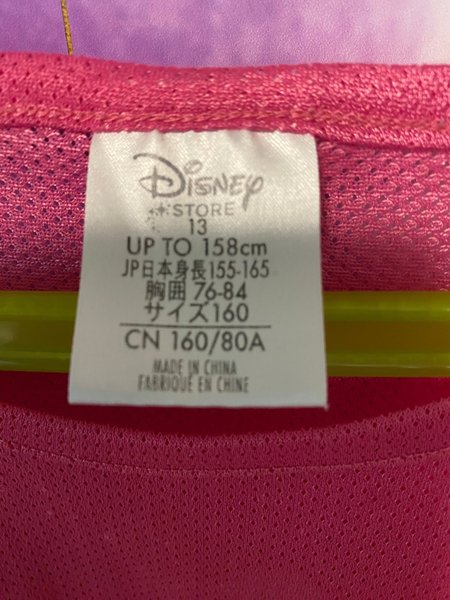 Disney
STORE
13
UP TO 158cm
JP日本身長155-165
胸囲 76-84
サイズ160
CN 160/80A
MADE IN CHINA
FABRIQUÉ EN CHINE